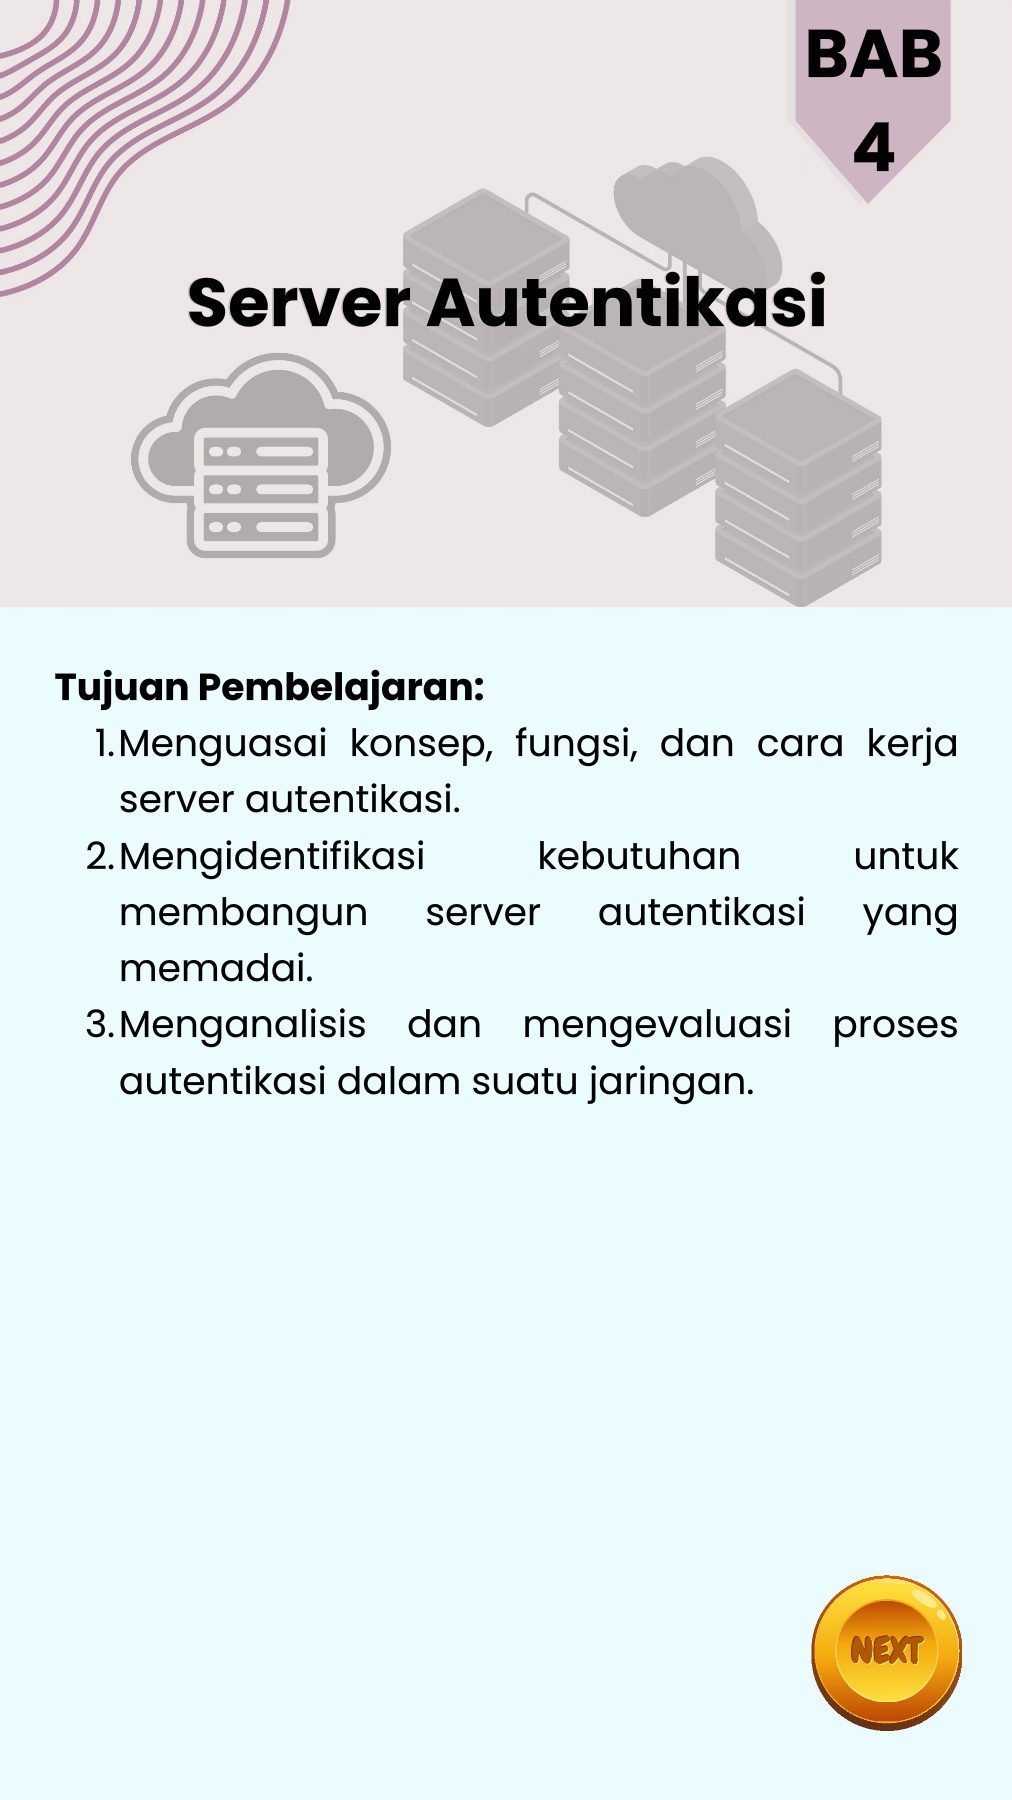 BAB
4
Server Autentikasi
Tujuan Pembelajaran:
1. Menguasai konsep, fungsi, dan cara kerja
server autentikasi.
2. Mengidentifikasi kebutuhan untuk
membangun server autentikasi yang
memadai.
3. Menganalisis dan mengevaluasi proses
autentikasi dalam suatu jaringan.
NEXT